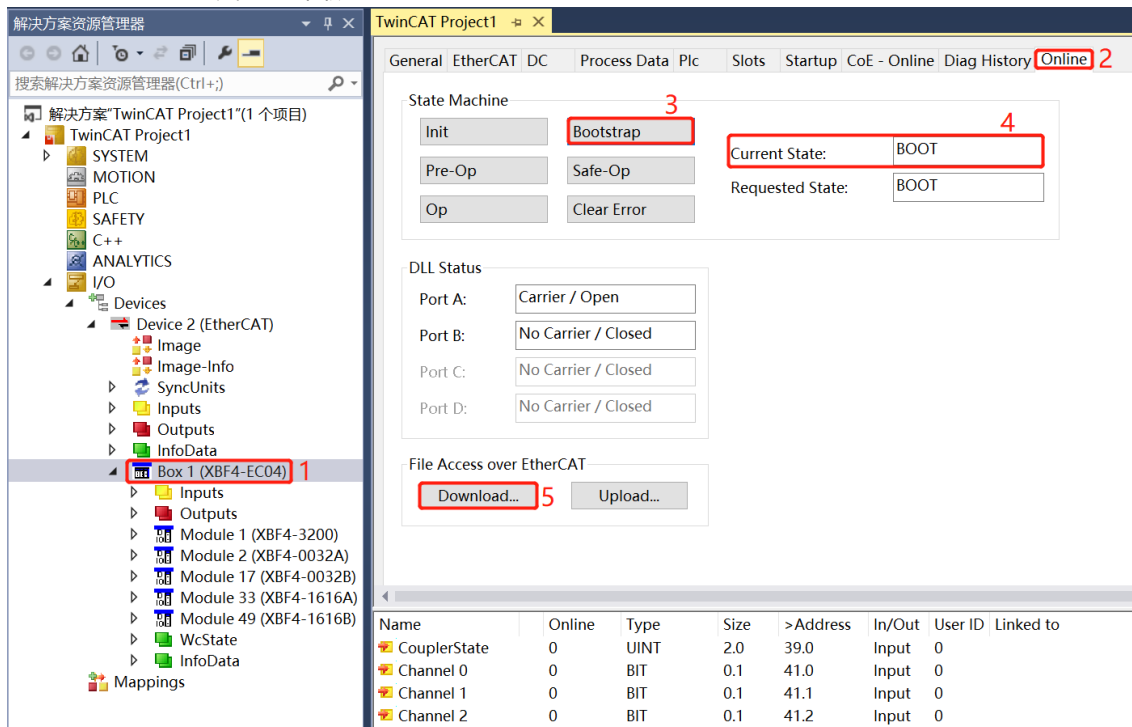 解决方案资源管理器
搜索解决方案资源管理器(Ctrl+;)
解决方案"TwinCAT Project1"(1 个项目)
TwinCAT Project1
SYSTEM
MOTION
PLC
SAFETY
C++
ANALYTICS
I/O
Devices
Device 2 (EtherCAT)
Image
Image-Info
SyncUnits
Inputs
Outputs
InfoData
Box 1 (XBF4-EC04) 1
Inputs
Outputs
Module 1 (XBF4-3200)
Module 2 (XBF4-0032A)
Module 17 (XBF4-0032B)
Module 33 (XBF4-1616A)
Module 49 (XBF4-1616B)
WcState
InfoData
Mappings
TwinCAT Project1
General EtherCAT DC Process Data Plc Slots Startup CoE - Online Diag History Online 2
State Machine
3
4
Init Bootstrap
Current State: BOOT
Pre-Op Safe-Op
Requested State: BOOT
Op Clear Error
DLL Status
Port A: Carrier / Open
Port B: No Carrier / Closed
Port C: No Carrier / Closed
Port D: No Carrier / Closed
File Access over EtherCAT
Download... 5 Upload...
Name Online Type Size >Address In/Out User ID Linked to
CouplerState 0 UINT 2.0 39.0 Input 0
Channel 0 0 BIT 0.1 41.0 Input 0
Channel 1 0 BIT 0.1 41.1 Input 0
Channel 2 0 BIT 0.1 41.2 Input 0